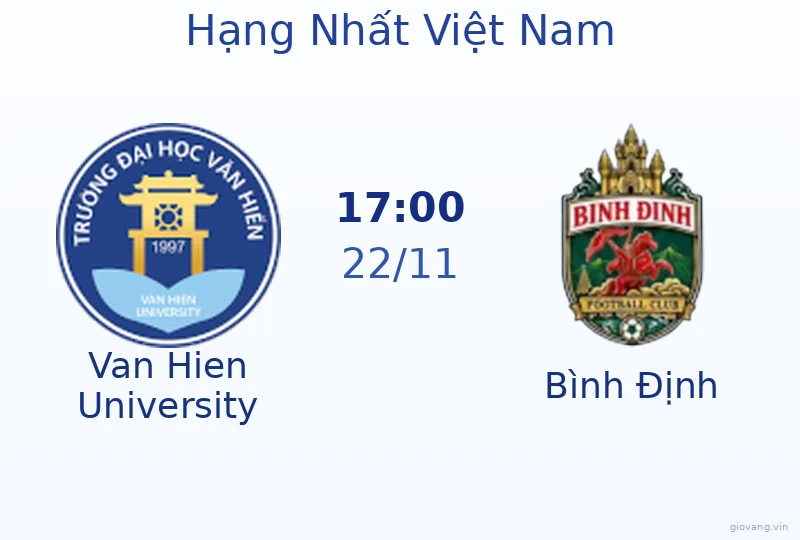 Hạng Nhất Việt Nam
TRƯỜNG ĐẠI HỌC VĂN HIẾN
1997
VAN HIEN
UNIVERSITY
17:00
22/11
BINH ĐINH
FOOTBALL CLUB
Van Hien
University
Bình Định
giovang.vin